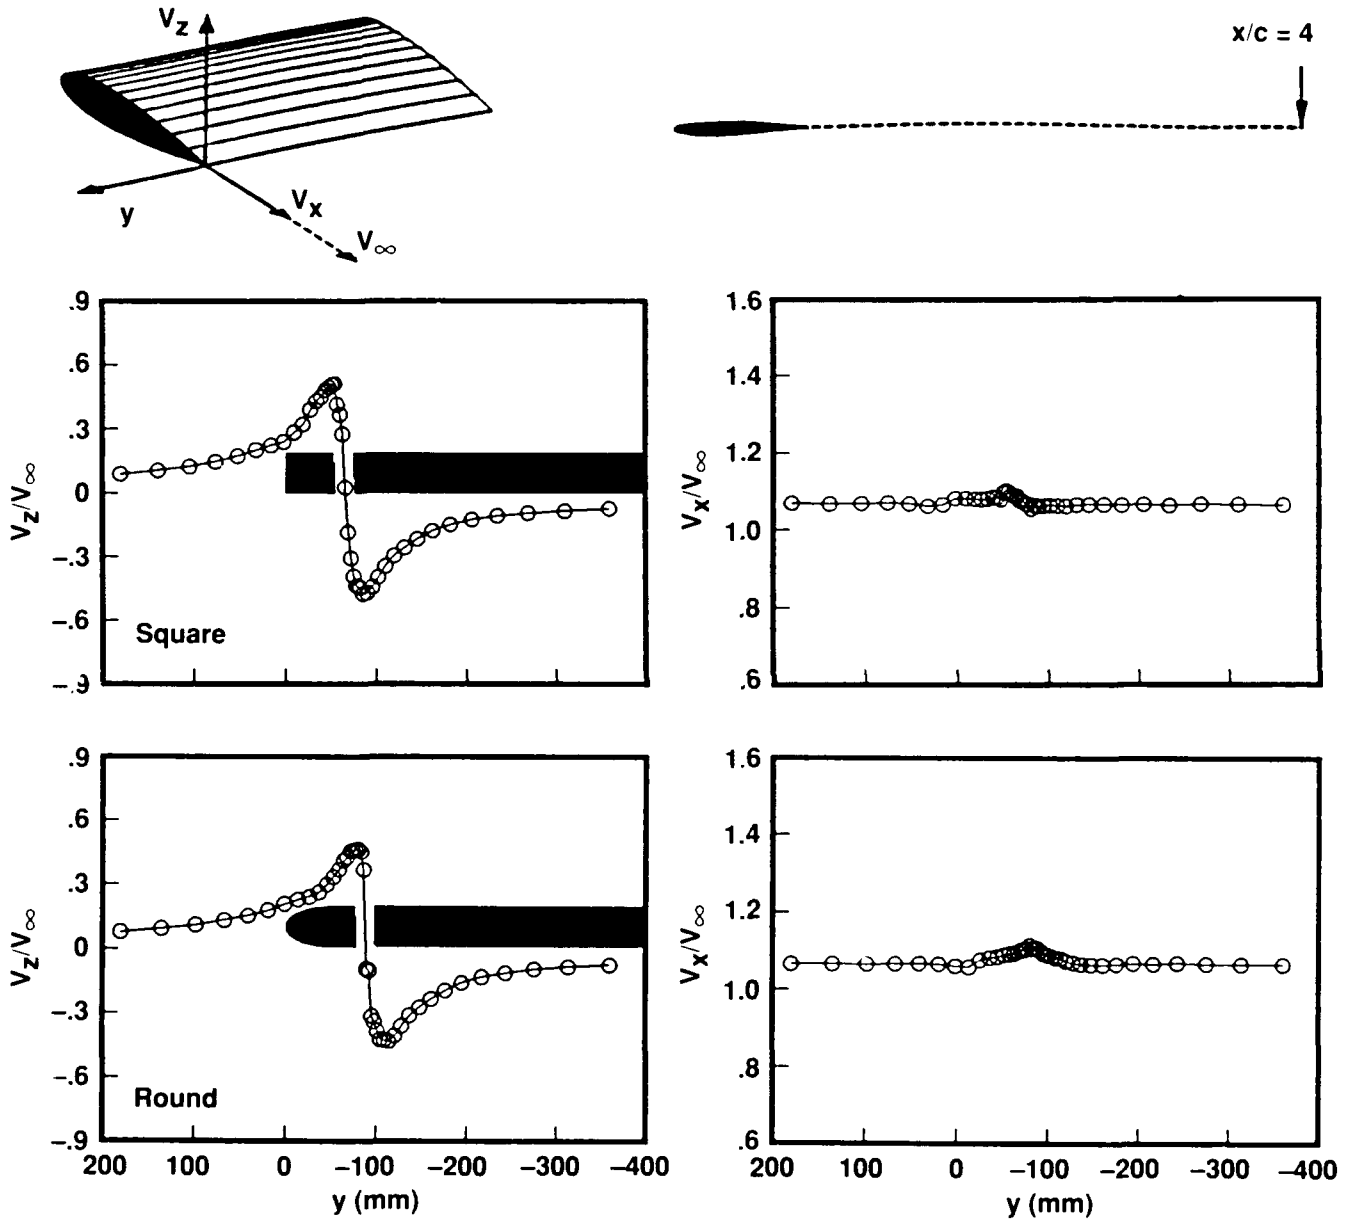 V_z
y
V_x
V_∞
x/c = 4
.9
.6
.3
0
–.3
–.6
–.9
V_z/V_∞
Square
1.6
1.4
1.2
1.0
.8
.6
V_x/V_∞
.9
.6
.3
0
–.3
–.6
–.9
V_z/V_∞
Round
200 100 0 –100 –200 –300 –400
y (mm)
1.6
1.4
1.2
1.0
.8
.6
V_x/V_∞
200 100 0 –100 –200 –300 –400
y (mm)